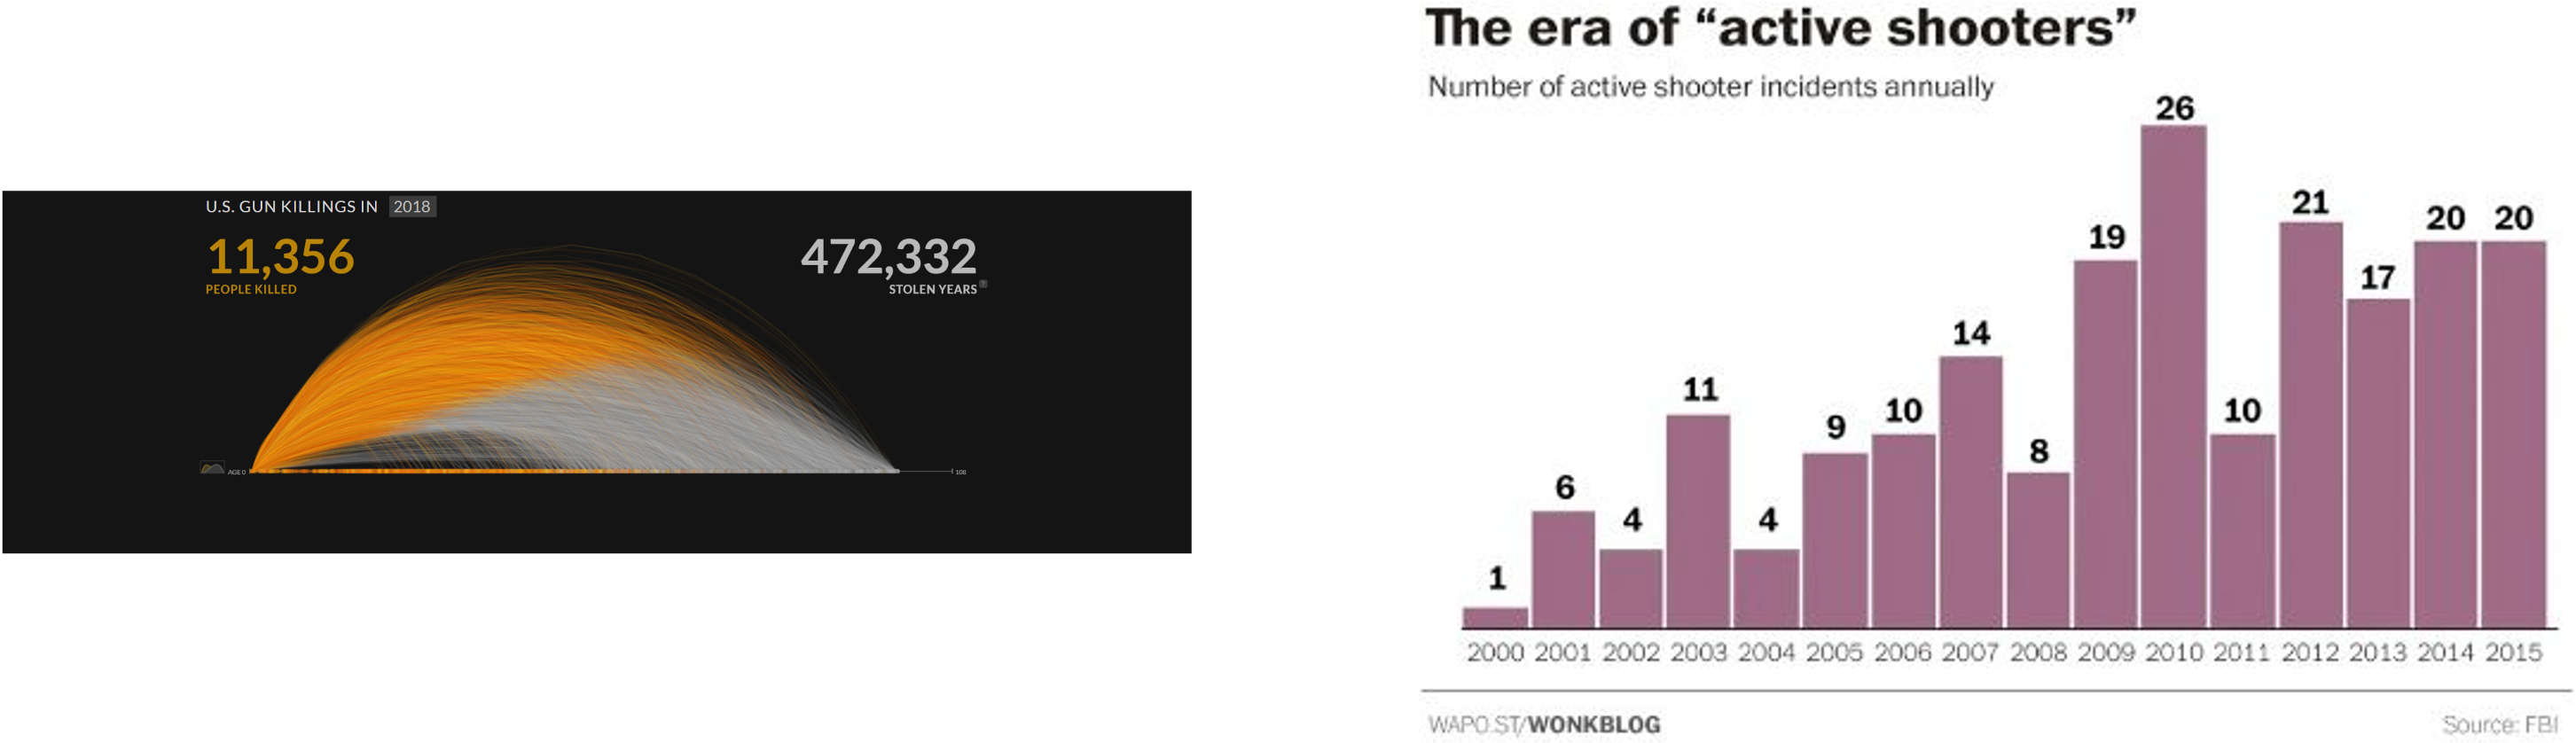 U.S. GUN KILLINGS IN 2018
11,356
PEOPLE KILLED
472,332
STOLEN YEARS ?
AGE 0
100
The era of “active shooters”
Number of active shooter incidents annually
1
6
4
11
4
9
10
14
8
19
26
10
21
17
20
20
2000 2001 2002 2003 2004 2005 2006 2007 2008 2009 2010 2011 2012 2013 2014 2015
WAPO.ST/WONKBLOG Source: FBI